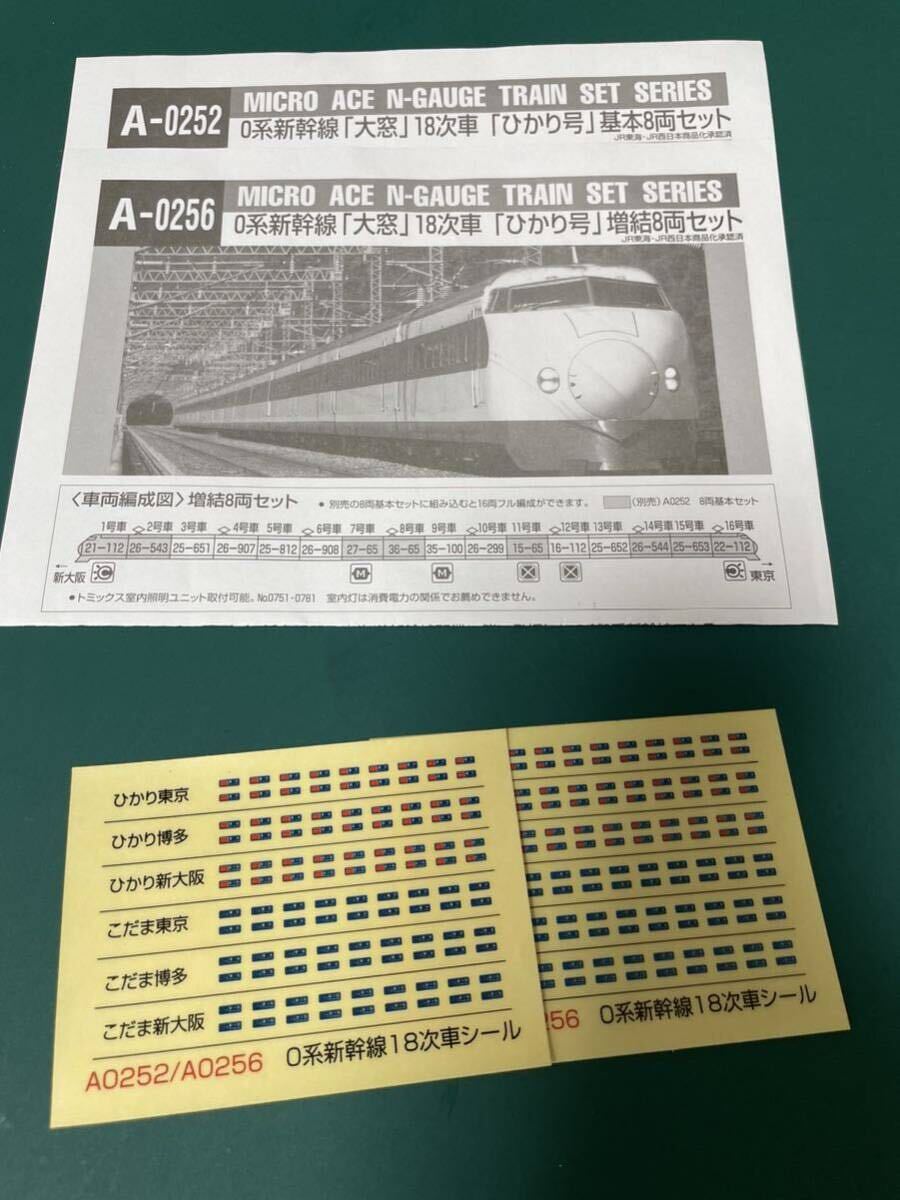 A-0252
MICRO ACE N-GAUGE TRAIN SET SERIES
0系新幹線「大窓」18次車 「ひかり号」基本8両セット
JR東海・JR西日本商品化承認済
A-0256
MICRO ACE N-GAUGE TRAIN SET SERIES
0系新幹線「大窓」18次車 「ひかり号」増結8両セット
JR東海・JR西日本商品化承認済
〈車両編成図〉増結8両セット
●別売の8両基本セットに組み込むと16両フル編成ができます。
(別売) A0252 8両基本セット
1号車 2号車 3号車 4号車 5号車 6号車 7号車 8号車 9号車 10号車 11号車 12号車 13号車 14号車 15号車 16号車
21-112 26-543 25-651 26-907 25-812 26-908 27-65 36-65 35-100 26-299 15-65 16-112 25-652 26-544 25-653 22-112
←新大阪 C M M C 東京→
●トミックス室内照明ユニット取付可能。No0751・0781 室内灯は消費電力の関係でお薦めできません。
ひかり東京
ひかり博多
ひかり新大阪
こだま東京
こだま博多
こだま新大阪
A0252/A0256 0系新幹線18次車シール
256 0系新幹線18次車シール